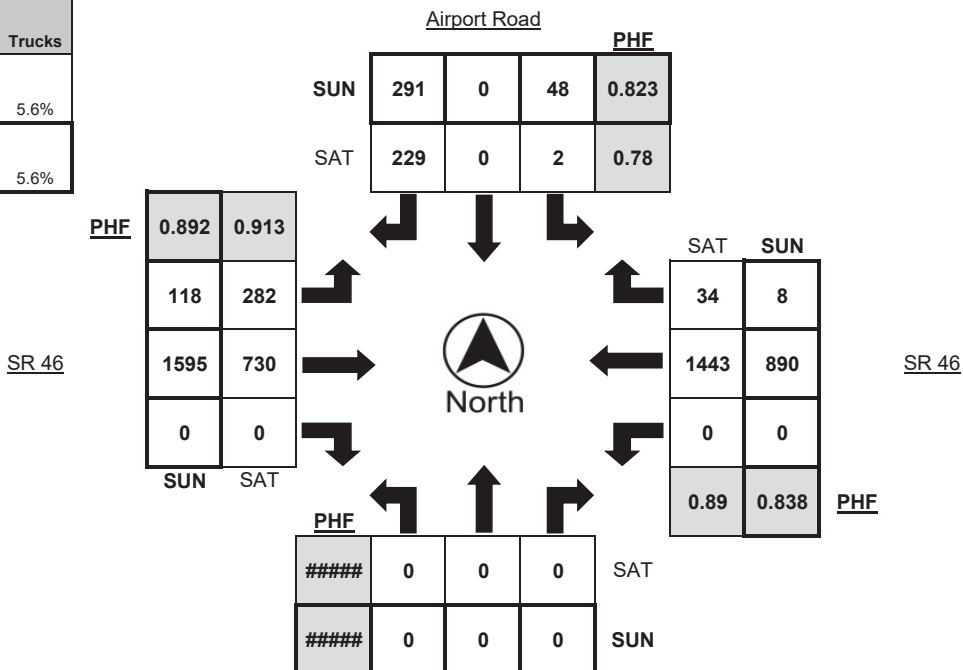 Trucks
5.6%
5.6%
Airport Road
PHF
SUN 291 0 48 0.823
SAT 229 0 2 0.78
PHF 0.892 0.913
118 282
SR 46 1595 730
0 0
SUN SAT
North
SAT SUN
34 8
1443 890 SR 46
0 0
0.89 0.838 PHF
PHF
##### 0 0 0 SAT
##### 0 0 0 SUN